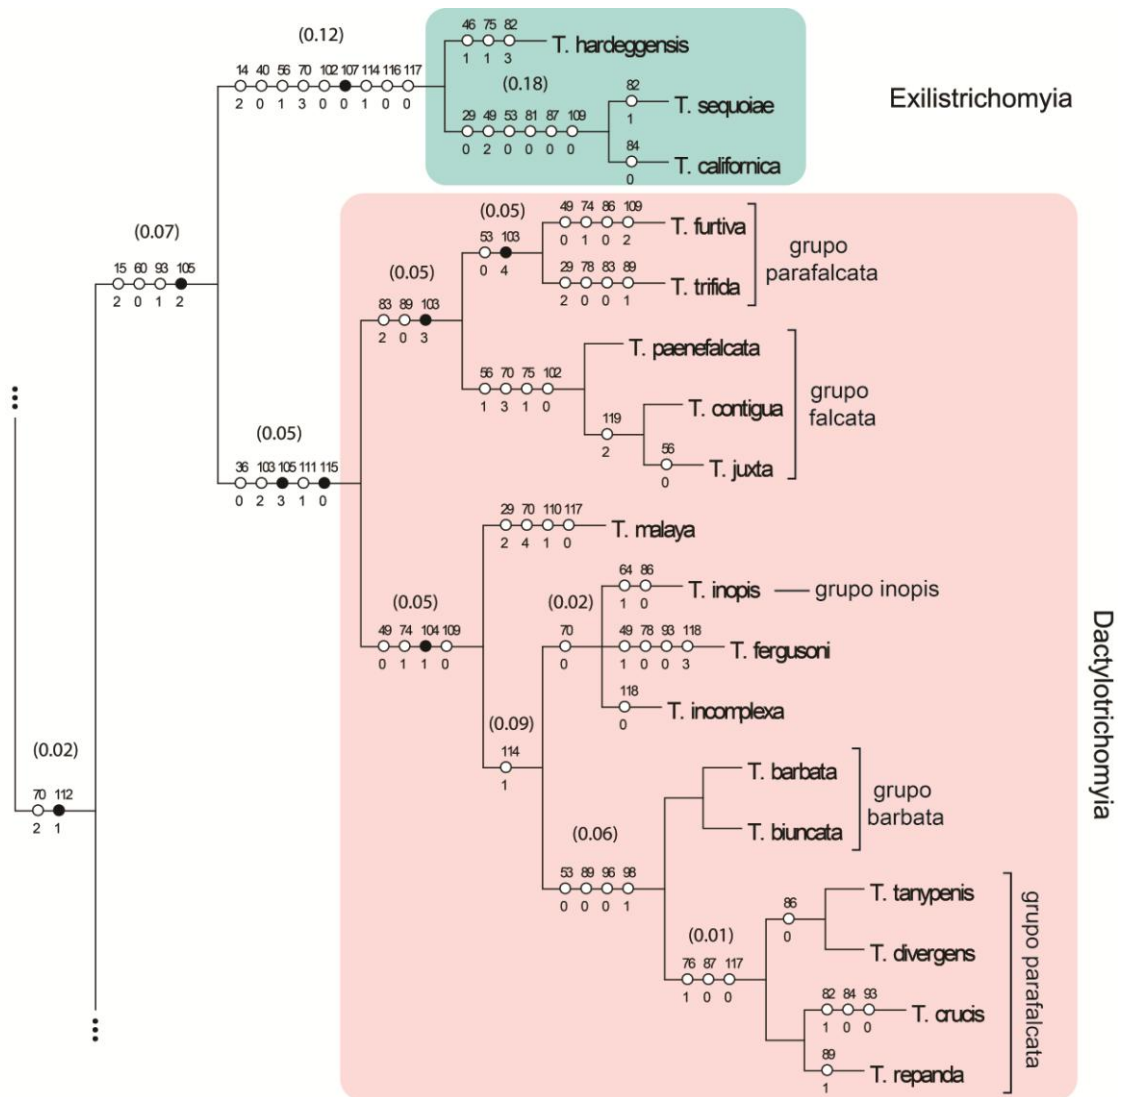 (0.12)
14 40 56 70 102 107 114 116 117
2 0 1 3 0 0 1 0 0
46 75 82
1 1 3
T. hardeggensis
(0.18)
29 49 53 81 87 109
0 2 0 0 0 0
82
1
T. sequoiae
84
0
T. californica
Exilistrichomyia
(0.07)
15 60 93 105
2 0 1 2
(0.05)
36 103 105 111 115
0 2 3 1 0
(0.05)
83 89 103
2 0 3
(0.05)
53 103
0 4
49 74 86 109
0 1 0 2
T. furtiva
29 78 83 89
2 0 0 1
T. trifida
grupo
parafalcata
56 70 75 102
1 3 1 0
T. paenefalcata
119
2
T. contigua
56
0
T. juxta
grupo
falcata
(0.05)
49 74 104 109
0 1 1 0
29 70 110 117
2 4 1 0
T. malaya
(0.09)
114
1
(0.02)
70
0
64 86
1 0
T. inopis
grupo inopis
49 78 93 118
1 0 0 3
T. fergusoni
118
0
T. incomplexa
(0.06)
53 89 96 98
0 0 0 1
T. barbata
T. biuncata
grupo
barbata
(0.01)
76 87 117
1 0 0
86
0
T. tanypenis
T. divergens
82 84 93
1 0 0
T. crucis
89
1
T. repanda
grupo parafalcata
Dactylotrichomyia
(0.02)
70 112
2 1